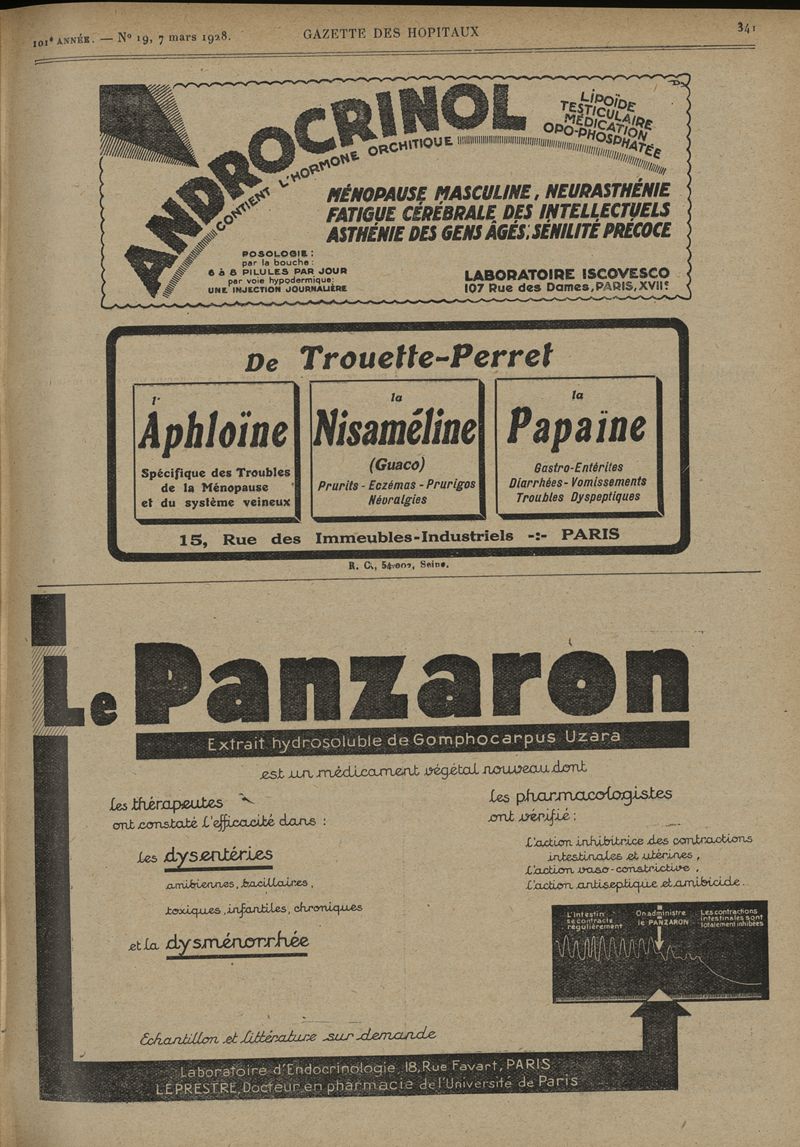 101e ANNÉE. — No 19, 7 mars 1928.
GAZETTE DES HOPITAUX
341
ANDROCRINOL
CONTIENT L'HORMONE ORCHITIQUE
LIPOÏDE
TESTICULAIRE
MÉDICATION
OPO-PHOSPHATÉE
MÉNOPAUSE MASCULINE, NEURASTHÉNIE
FATIGUE CÉRÉBRALE DES INTELLECTUELS
ASTHÉNIE DES GENS ÂGÉS, SÉNILITÉ PRÉCOCE
POSOLOGIE :
par la bouche :
6 à 8 PILULES PAR JOUR
par voie hypodermique:
UNE INJECTION JOURNALIÈRE
LABORATOIRE ISCOVESCO
107 Rue des Dames, PARIS, XVIIe
De Trouette-Perret
l'
Aphloïne
Spécifique des Troubles
de la Ménopause
et du système veineux
la
Nisaméline
(Guaco)
Prurits - Eczémas - Prurigos
Névralgies
la
Papaïne
Gastro-Entérites
Diarrhées - Vomissements
Troubles Dyspeptiques
15, Rue des Immeubles-Industriels -:- PARIS
R. C., Seine.
Le Panzaron
Extrait hydrosoluble de Gomphocarpus Uzara
est un médicament végétal nouveau dont
les thérapeutes
ont constaté l'efficacité dans :
les dysentéries
amibiennes, bacillaires,
toxiques, infantiles, chroniques
et la dysménorrhée
les pharmacologistes
ont vérifié :
l'action inhibitrice des contractions
intestinales et utérines,
l'action vaso-constrictive,
l'action antiseptique et amibicide.
L'intestin
se contracte
régulièrement
On administre
le PANZARON
Les contractions
intestinales sont
totalement inhibées
Echantillon et littérature sur demande
Laboratoire d'Endocrinologie, 18, Rue Favart, PARIS
LEPRESTRE, Docteur en pharmacie de l'Université de Paris